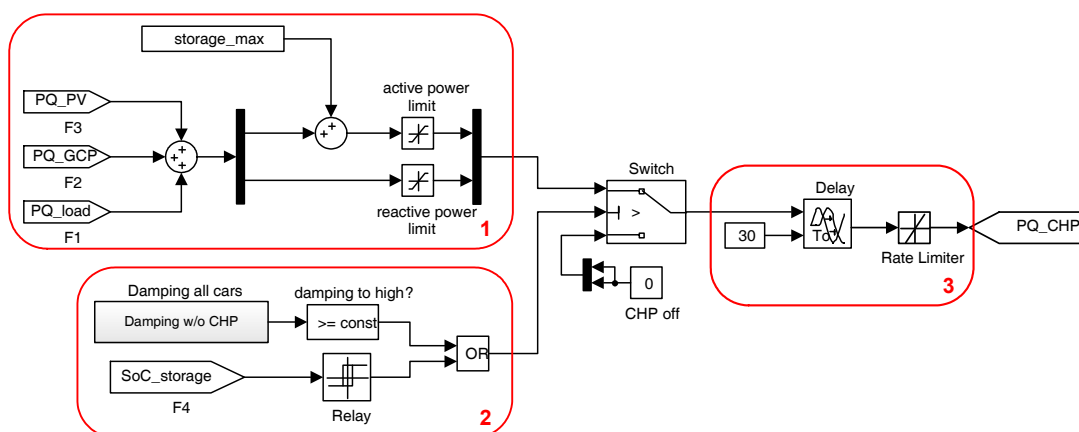 storage_max
PQ_PV
F3
PQ_GCP
F2
PQ_load
F1
+ +
+
+ +
active power
limit
reactive power
limit
1
Switch
>
0
CHP off
Delay
To
30
Rate Limiter
3
PQ_CHP
Damping all cars
Damping w/o CHP
damping to high?
>= const
OR
SoC_storage
F4
Relay
2